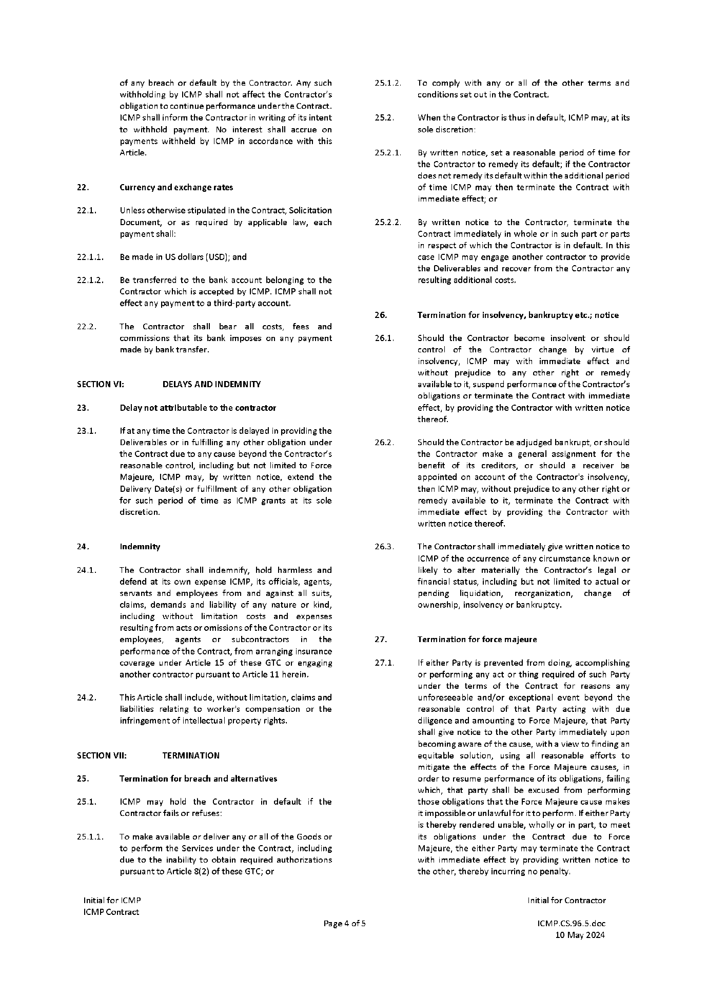 of any breach or default by the Contractor. Any such
withholding by ICMP shall not affect the Contractor's
obligation to continue performance under the Contract.
ICMP shall inform the Contractor in writing of its intent
to withhold payment. No interest shall accrue on
payments withheld by ICMP in accordance with this
Article.
22. Currency and exchange rates
22.1. Unless otherwise stipulated in the Contract, Solicitation
Document, or as required by applicable law, each
payment shall:
22.1.1. Be made in US dollars (USD); and
22.1.2. Be transferred to the bank account belonging to the
Contractor which is accepted by ICMP. ICMP shall not
effect any payment to a third-party account.
22.2. The Contractor shall bear all costs, fees and
commissions that its bank imposes on any payment
made by bank transfer.
SECTION VI: DELAYS AND INDEMNITY
23. Delay not attributable to the contractor
23.1. If at any time the Contractor is delayed in providing the
Deliverables or in fulfilling any other obligation under
the Contract due to any cause beyond the Contractor's
reasonable control, including but not limited to Force
Majeure, ICMP may, by written notice, extend the
Delivery Date(s) or fulfillment of any other obligation
for such period of time as ICMP grants at its sole
discretion.
24. Indemnity
24.1. The Contractor shall indemnify, hold harmless and
defend at its own expense ICMP, its officials, agents,
servants and employees from and against all suits,
claims, demands and liability of any nature or kind,
including without limitation costs and expenses
resulting from acts or omissions of the Contractor or its
employees, agents or subcontractors in the
performance of the Contract, from arranging insurance
coverage under Article 15 of these GTC or engaging
another contractor pursuant to Article 11 herein.
24.2. This Article shall include, without limitation, claims and
liabilities relating to worker's compensation or the
infringement of intellectual property rights.
SECTION VII: TERMINATION
25. Termination for breach and alternatives
25.1. ICMP may hold the Contractor in default if the
Contractor fails or refuses:
25.1.1. To make available or deliver any or all of the Goods or
to perform the Services under the Contract, including
due to the inability to obtain required authorizations
pursuant to Article 8(2) of these GTC; or
25.1.2. To comply with any or all of the other terms and
conditions set out in the Contract.
25.2. When the Contractor is thus in default, ICMP may, at its
sole discretion:
25.2.1. By written notice, set a reasonable period of time for
the Contractor to remedy its default; if the Contractor
does not remedy its default within the additional period
of time ICMP may then terminate the Contract with
immediate effect; or
25.2.2. By written notice to the Contractor, terminate the
Contract immediately in whole or in such part or parts
in respect of which the Contractor is in default. In this
case ICMP may engage another contractor to provide
the Deliverables and recover from the Contractor any
resulting additional costs.
26. Termination for insolvency, bankruptcy etc.; notice
26.1. Should the Contractor become insolvent or should
control of the Contractor change by virtue of
insolvency, ICMP may with immediate effect and
without prejudice to any other right or remedy
available to it, suspend performance of the Contractor's
obligations or terminate the Contract with immediate
effect, by providing the Contractor with written notice
thereof.
26.2. Should the Contractor be adjudged bankrupt, or should
the Contractor make a general assignment for the
benefit of its creditors, or should a receiver be
appointed on account of the Contractor's insolvency,
then ICMP may, without prejudice to any other right or
remedy available to it, terminate the Contract with
immediate effect by providing the Contractor with
written notice thereof.
26.3. The Contractor shall immediately give written notice to
ICMP of the occurrence of any circumstance known or
likely to alter materially the Contractor's legal or
financial status, including but not limited to actual or
pending liquidation, reorganization, change of
ownership, insolvency or bankruptcy.
27. Termination for force majeure
27.1. If either Party is prevented from doing, accomplishing
or performing any act or thing required of such Party
under the terms of the Contract for reasons any
unforeseeable and/or exceptional event beyond the
reasonable control of that Party acting with due
diligence and amounting to Force Majeure, that Party
shall give notice to the other Party immediately upon
becoming aware of the cause, with a view to finding an
equitable solution, using all reasonable efforts to
mitigate the effects of the Force Majeure causes, in
order to resume performance of its obligations, failing
which, that party shall be excused from performing
those obligations that the Force Majeure cause makes
it impossible or unlawful for it to perform. If either Party
is thereby rendered unable, wholly or in part, to meet
its obligations under the Contract due to Force
Majeure, the either Party may terminate the Contract
with immediate effect by providing written notice to
the other, thereby incurring no penalty.
Initial for ICMP Initial for Contractor
ICMP Contract
Page 4 of 5 ICMP.CS.96.5.doc
10 May 2024